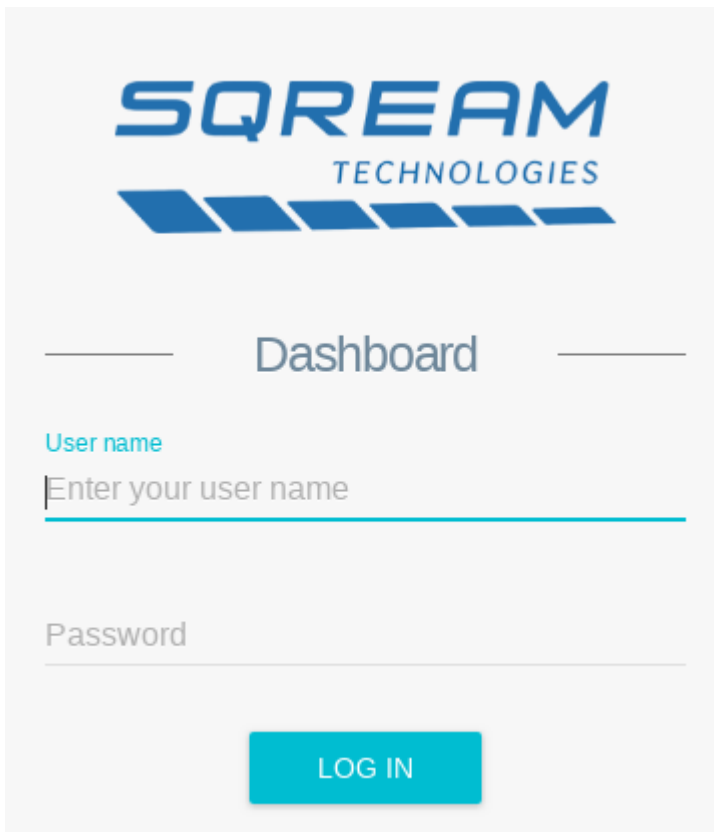 SQREAM
TECHNOLOGIES
Dashboard
User name
Enter your user name
Password
LOG IN